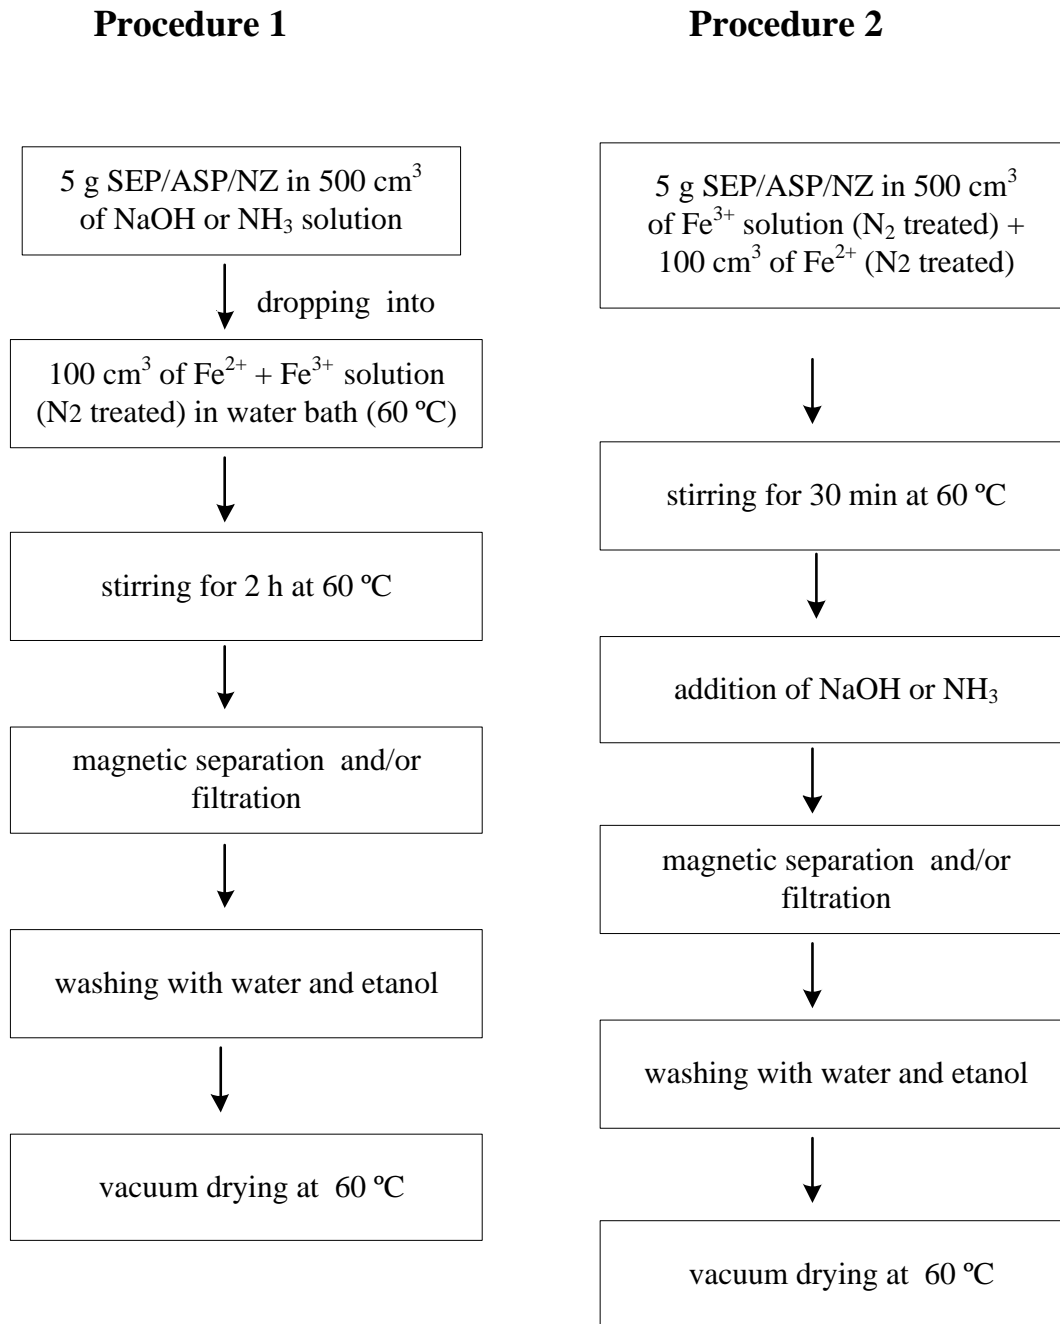 Procedure 1
5 g SEP/ASP/NZ in 500 cm³
of NaOH or NH₃ solution
dropping into
100 cm³ of Fe²⁺ + Fe³⁺ solution
(N2 treated) in water bath (60 ºC)
stirring for 2 h at 60 ºC
magnetic separation and/or
filtration
washing with water and etanol
vacuum drying at 60 ºC
Procedure 2
5 g SEP/ASP/NZ in 500 cm³
of Fe³⁺ solution (N₂ treated) +
100 cm³ of Fe²⁺ (N2 treated)
stirring for 30 min at 60 ºC
addition of NaOH or NH₃
magnetic separation and/or
filtration
washing with water and etanol
vacuum drying at 60 ºC